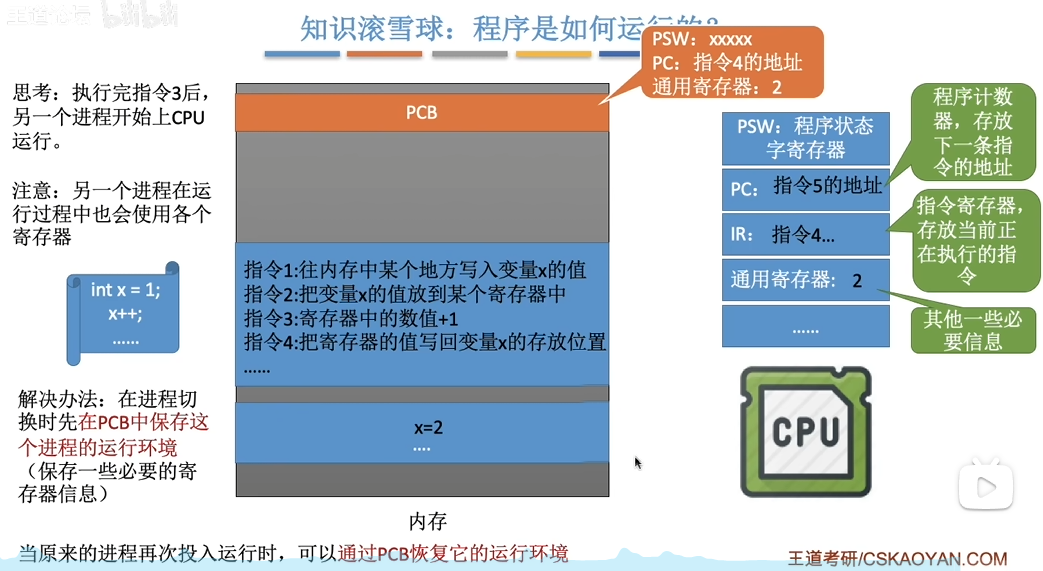 王道论坛 bilibili
知识滚雪球：程序是如何运行的？
PSW：xxxxx
PC：指令4的地址
通用寄存器：2
思考：执行完指令3后，
另一个进程开始上CPU
运行。
注意：另一个进程在运
行过程中也会使用各个
寄存器
int x = 1;
x++;
......
解决办法：在进程切
换时先在PCB中保存这
个进程的运行环境
（保存一些必要的寄
存器信息）
PCB
指令1:往内存中某个地方写入变量x的值
指令2:把变量x的值放到某个寄存器中
指令3:寄存器中的数值+1
指令4:把寄存器的值写回变量x的存放位置
......
x=2
....
内存
PSW：程序状态
字寄存器
PC： 指令5的地址
IR： 指令4...
通用寄存器： 2
......
程序计数
器，存放
下一条指
令的地址
指令寄存器，
存放当前正
在执行的指
令
其他一些必
要信息
CPU
当原来的进程再次投入运行时，可以通过PCB恢复它的运行环境
王道考研/CSKAOYAN.COM